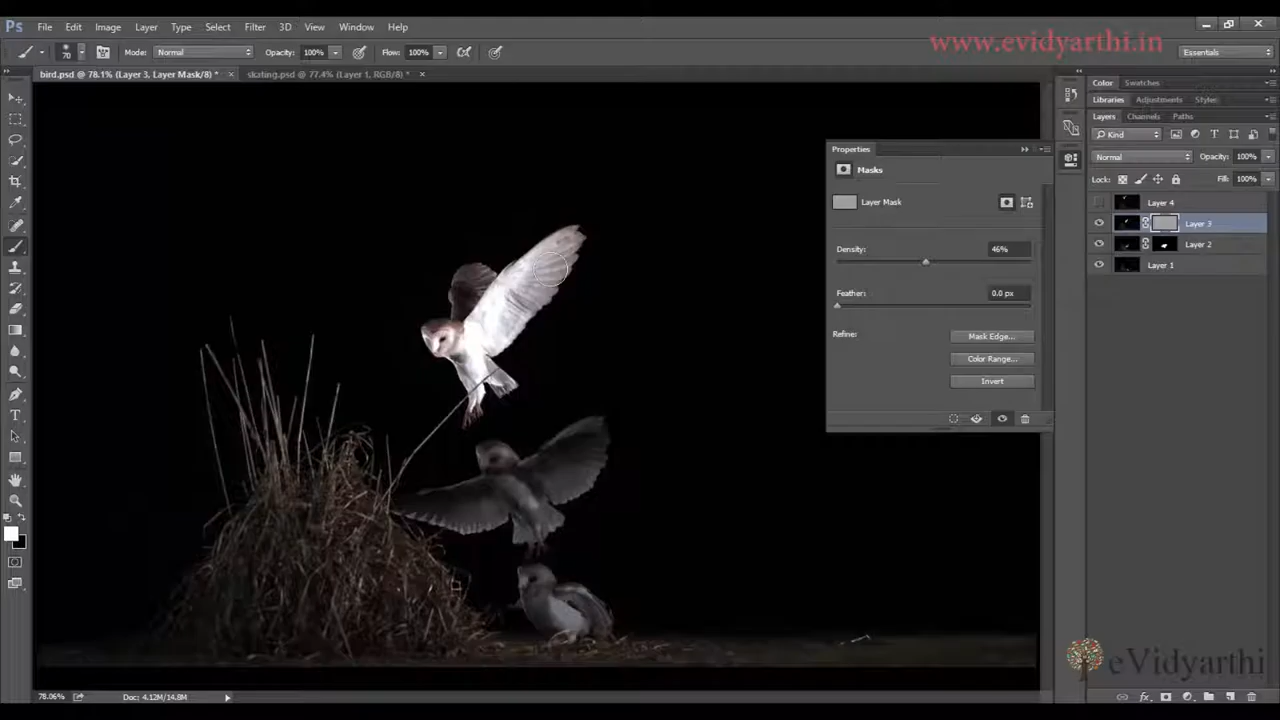 Ps File Edit Image Layer Type Select Filter 3D View Window Help
70 Mode: Normal Opacity: 100% Flow: 100% Essentials
www.evidyarthi.in
bird.psd @ 78.1% (Layer 3, Layer Mask/8) * × skating.psd @ 77.4% (Layer 1, RGB/8) * ×
Color Swatches
Libraries Adjustments Styles
Layers Channels Paths
Kind
Normal Opacity: 100%
Lock: Fill: 100%
Layer 4
Layer 3
Layer 2
Layer 1
Properties
Masks
Layer Mask
Density: 46%
Feather: 0.0 px
Refine: Mask Edge...
Color Range...
Invert
eVidyarthi
78.06% Doc: 4.12M/14.8M